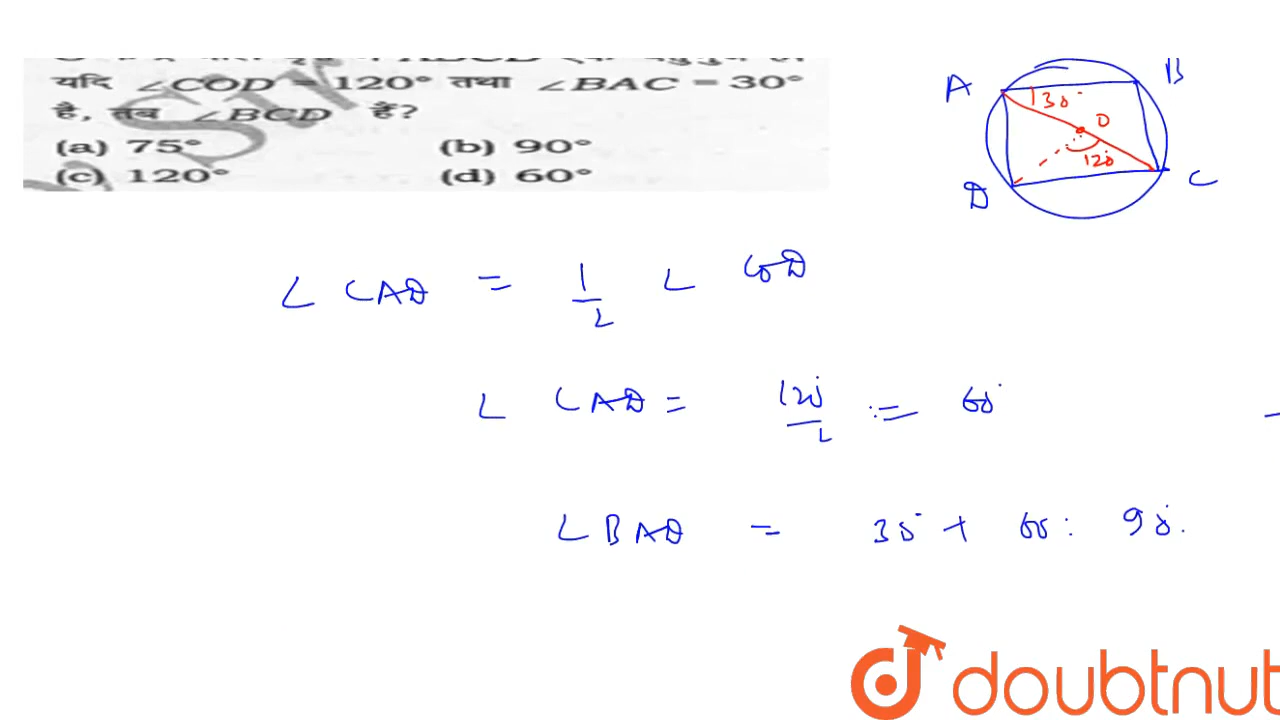 यदि ∠COD = 120° तथा ∠BAC = 30°
है, तब ∠BCD हैं?
(a) 75° (b) 90°
(c) 120° (d) 60°
A B
130°
O
120
D C
∠ CAD = 1/2 ∠ COD
∠ CAD = 120°/2 = 60°
∠ BAD = 30° + 60: 90.
doubtnut